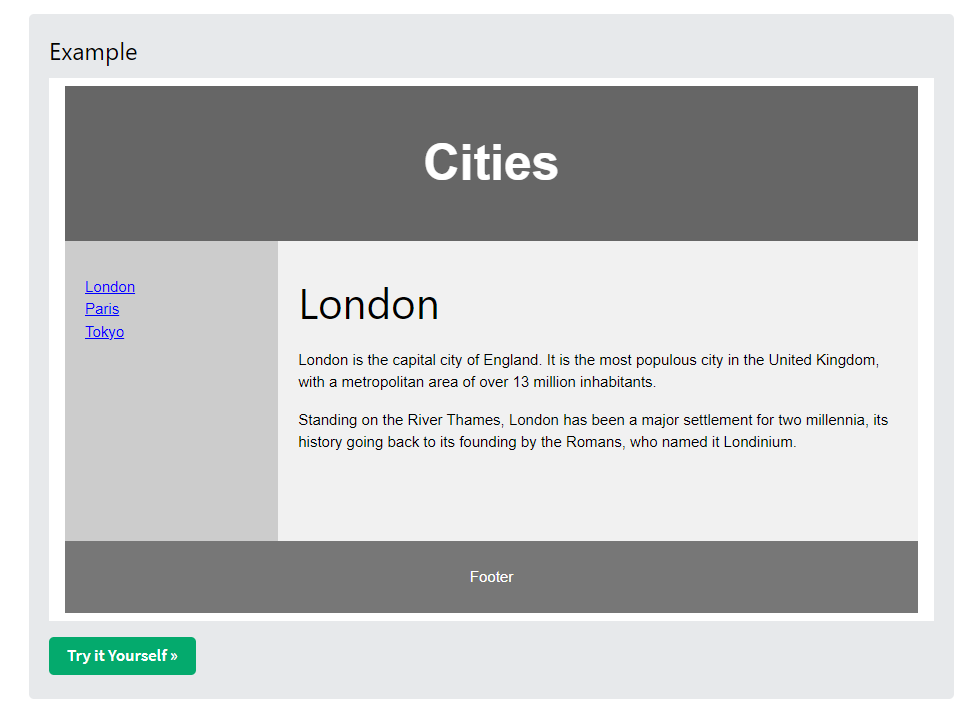 Example
Cities
London
Paris
Tokyo
London
London is the capital city of England. It is the most populous city in the United Kingdom,
with a metropolitan area of over 13 million inhabitants.
Standing on the River Thames, London has been a major settlement for two millennia, its
history going back to its founding by the Romans, who named it Londinium.
Footer
Try it Yourself »